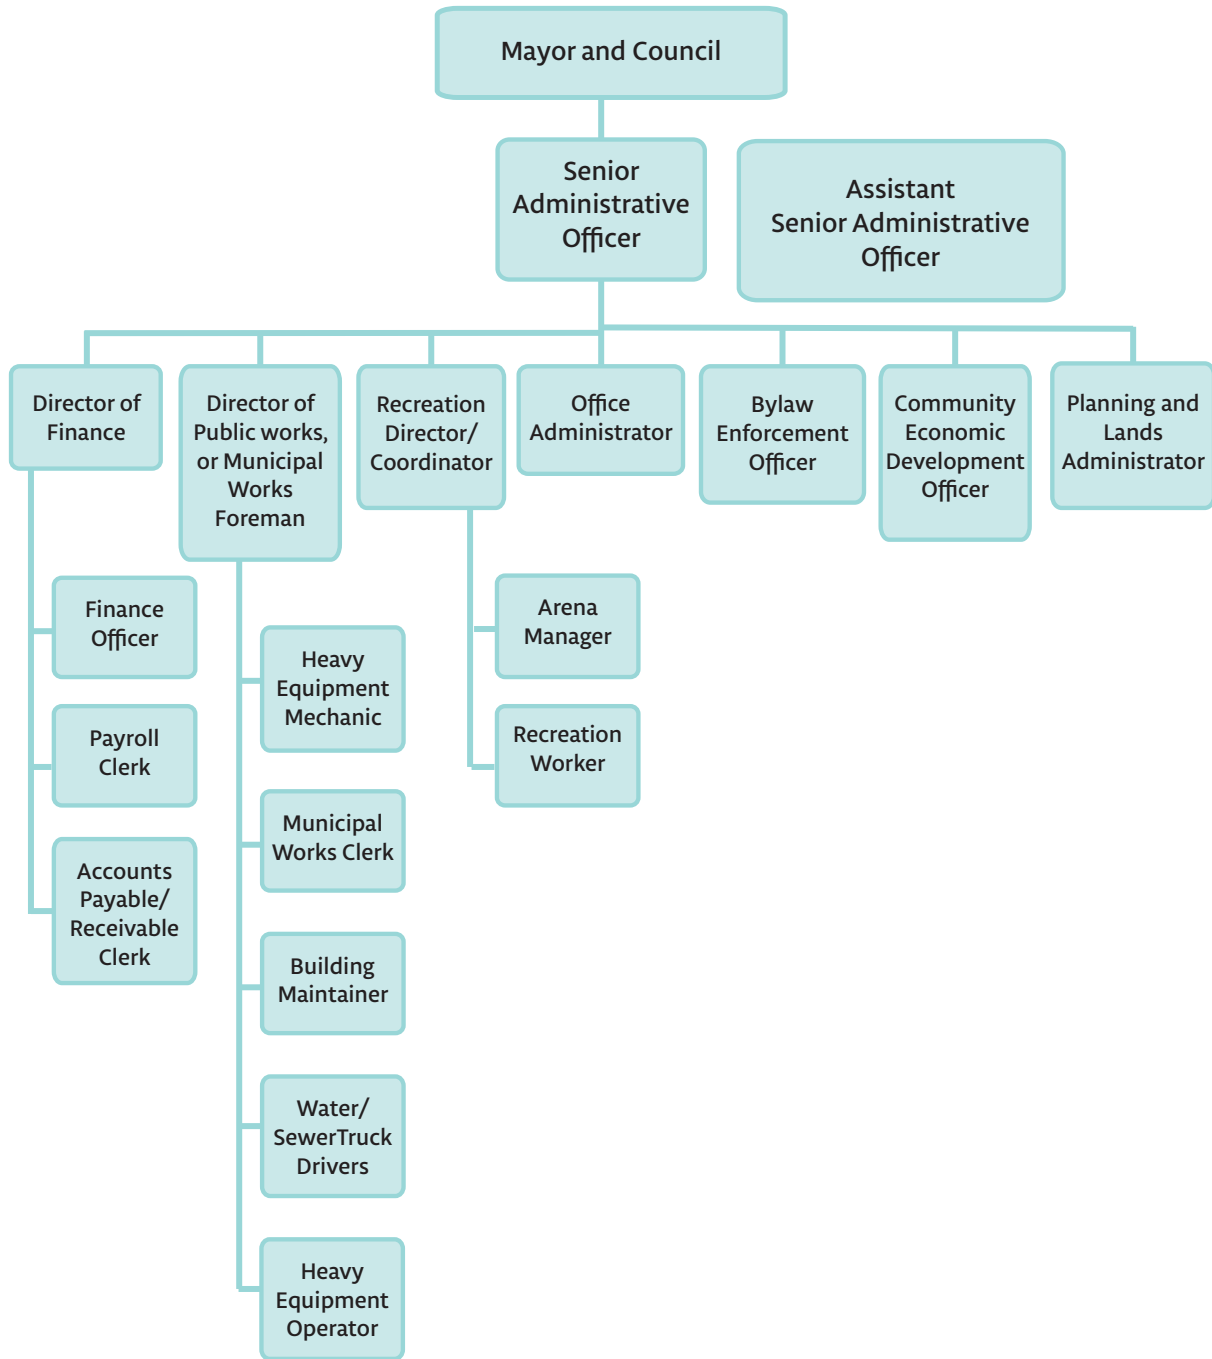 Mayor and Council
Senior
Administrative
Officer
Assistant
Senior Administrative
Officer
Director of
Finance
Director of
Public works,
or Municipal
Works
Foreman
Recreation
Director/
Coordinator
Office
Administrator
Bylaw
Enforcement
Officer
Community
Economic
Development
Officer
Planning and
Lands
Administrator
Finance
Officer
Payroll
Clerk
Accounts
Payable/
Receivable
Clerk
Heavy
Equipment
Mechanic
Municipal
Works Clerk
Building
Maintainer
Water/
SewerTruck
Drivers
Heavy
Equipment
Operator
Arena
Manager
Recreation
Worker